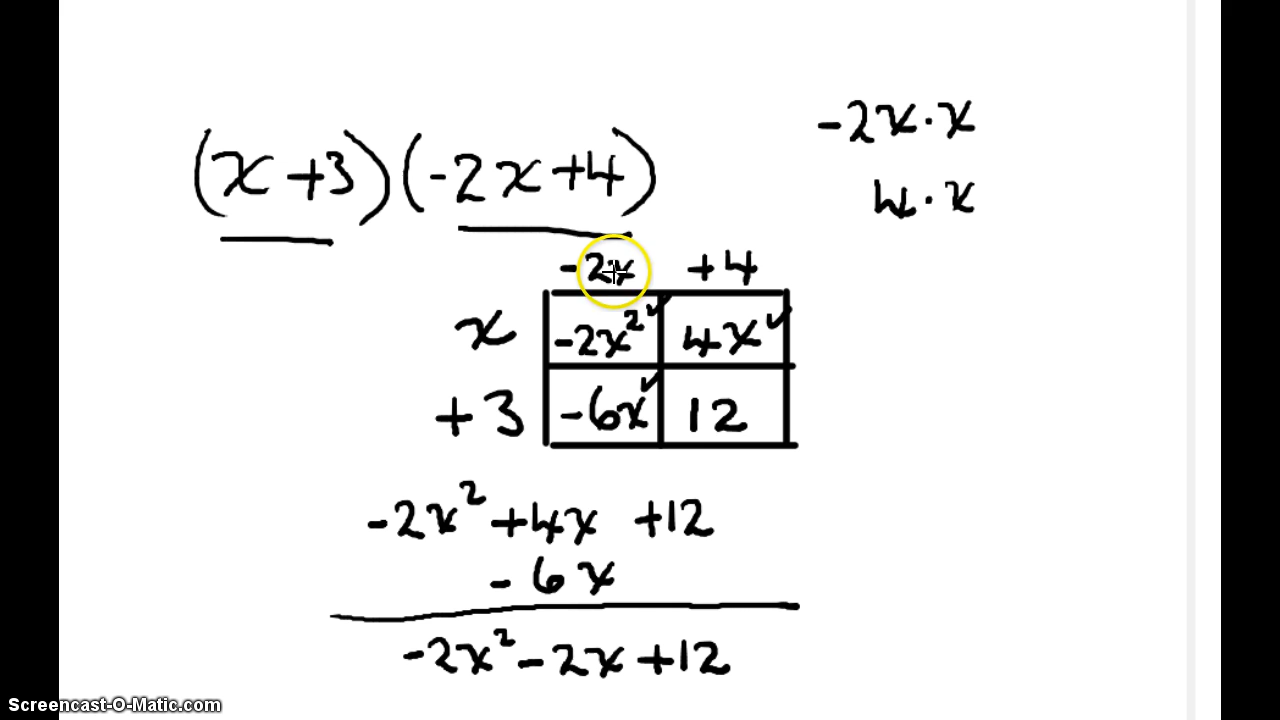 -2x·x
(x+3)(-2x+4)
4·x
-2x +4
x -2x²✓ 4x✓
+3 -6x✓ 12
-2x²+4x +12
-6x
-2x²-2x+12
Screencast-O-Matic.com